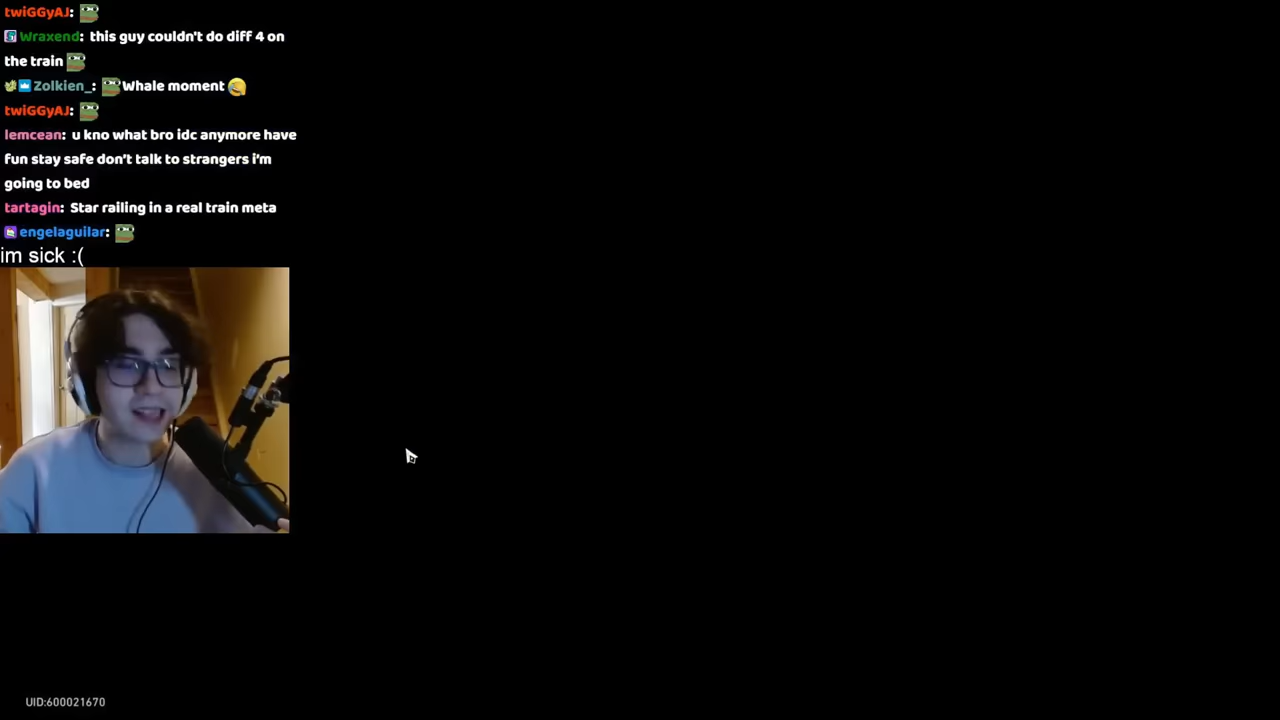 twiGGyAJ:
Wraxend: this guy couldn't do diff 4 on
the train
Zolkien_: Whale moment
twiGGyAJ:
lemcean: u kno what bro idc anymore have
fun stay safe don't talk to strangers i'm
going to bed
tartagin: Star railing in a real train meta
engelaguilar:
im sick :(
UID:600021670